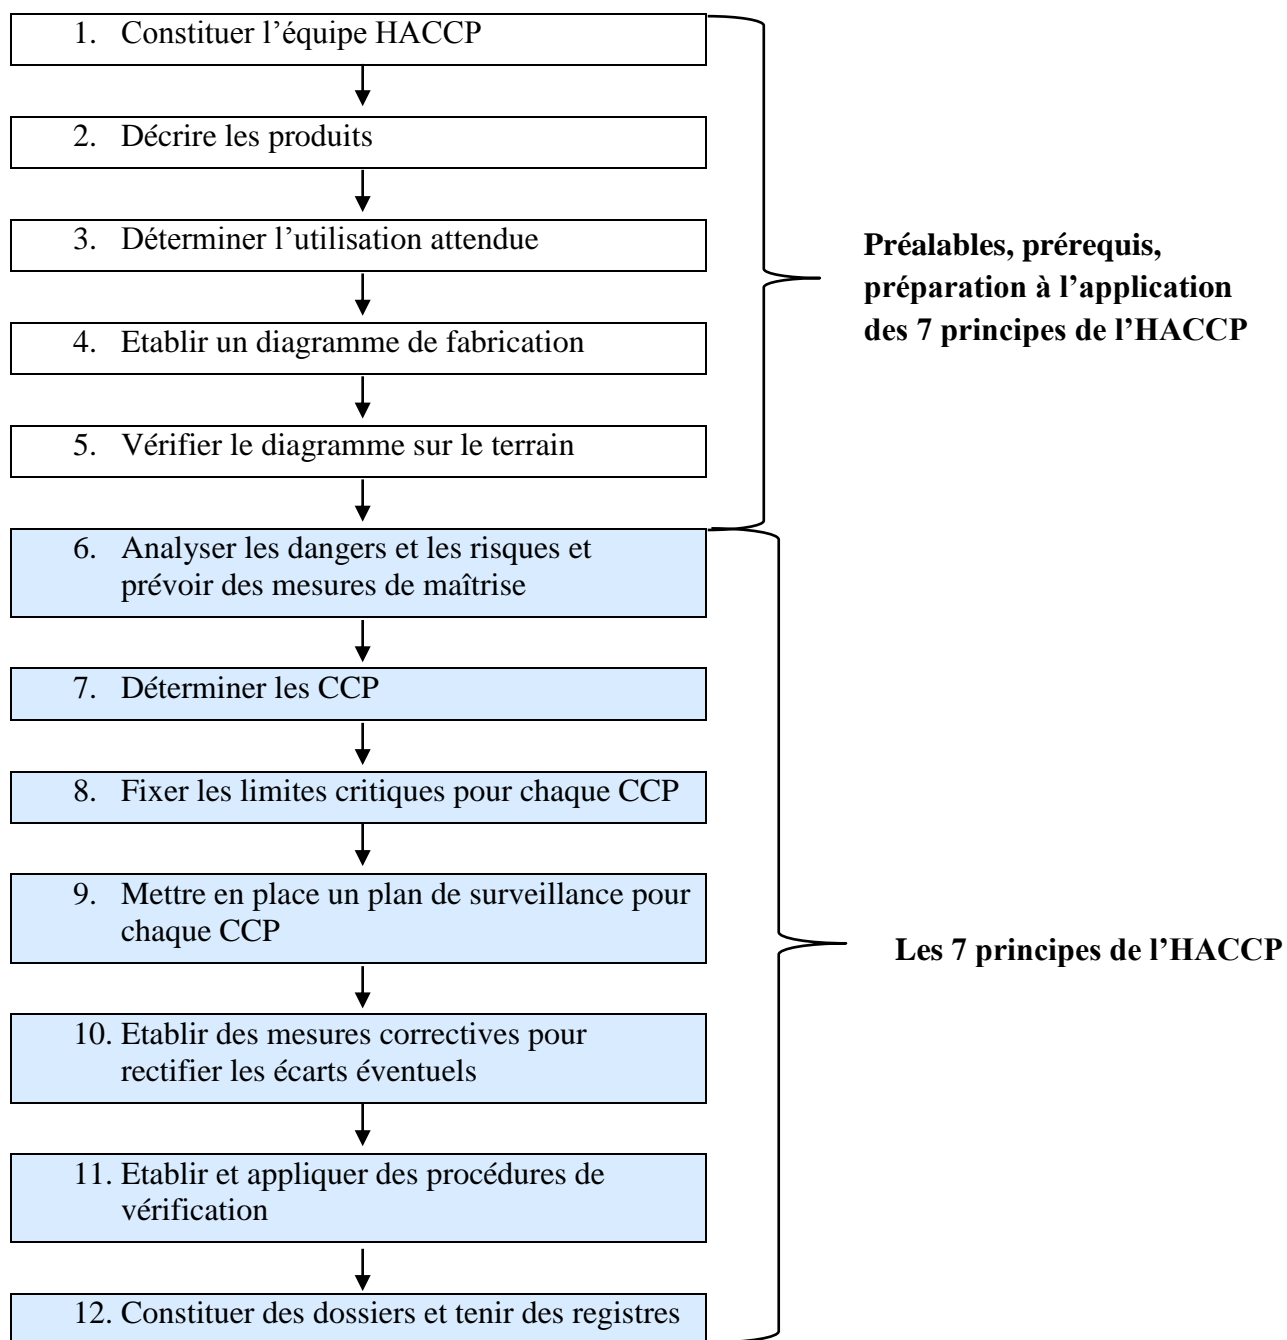 1. Constituer l’équipe HACCP
2. Décrire les produits
3. Déterminer l’utilisation attendue
4. Etablir un diagramme de fabrication
5. Vérifier le diagramme sur le terrain
Préalables, prérequis,
préparation à l’application
des 7 principes de l’HACCP
6. Analyser les dangers et les risques et
prévoir des mesures de maîtrise
7. Déterminer les CCP
8. Fixer les limites critiques pour chaque CCP
9. Mettre en place un plan de surveillance pour
chaque CCP
10. Etablir des mesures correctives pour
rectifier les écarts éventuels
11. Etablir et appliquer des procédures de
vérification
12. Constituer des dossiers et tenir des registres
Les 7 principes de l’HACCP